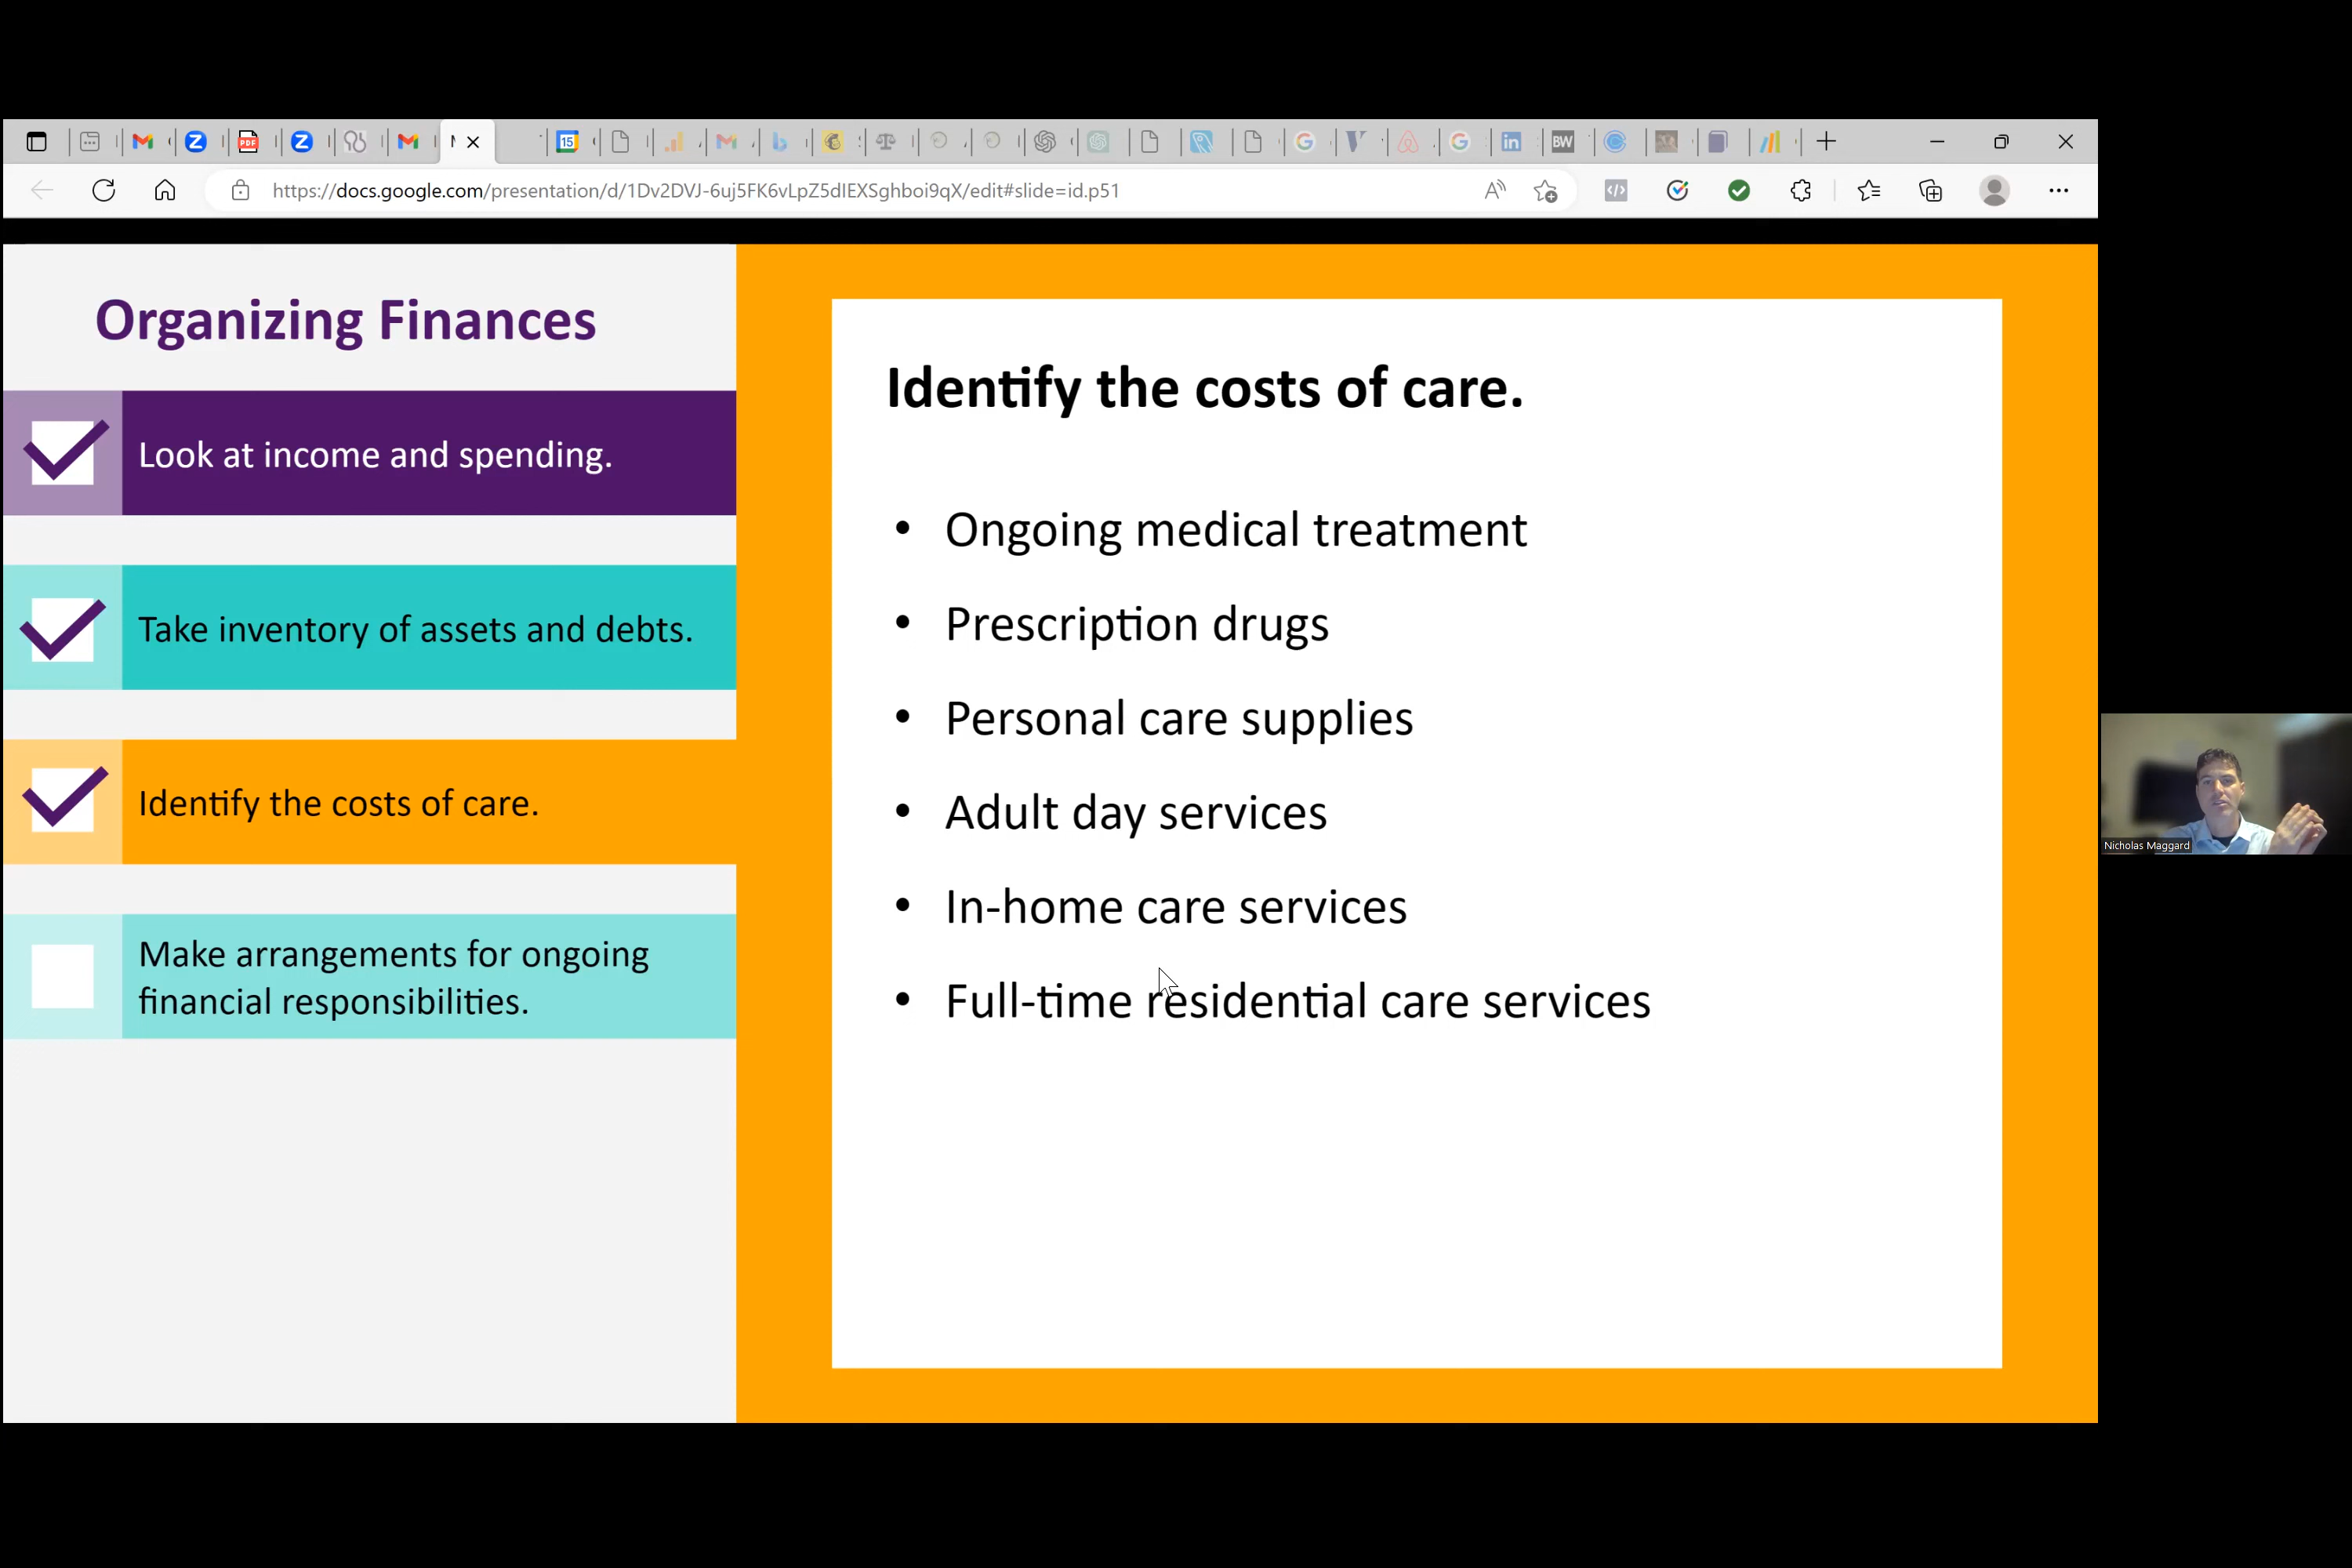 15
BW
PDF
https://docs.google.com/presentation/d/1Dv2DVJ-6uj5FK6vLpZ5dIEXSghboi9qX/edit#slide=id.p51
Organizing Finances
Look at income and spending.
Take inventory of assets and debts.
Identify the costs of care.
Make arrangements for ongoing
financial responsibilities.
Identify the costs of care.
• Ongoing medical treatment
• Prescription drugs
• Personal care supplies
• Adult day services
• In-home care services
• Full-time residential care services
Nicholas Maggard